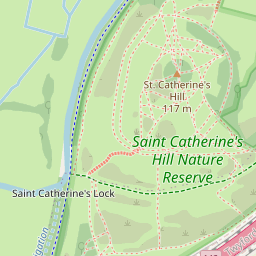 St. Catherine's
Hill
117 m
Saint Catherine's
Hill Nature
Reserve
Saint Catherine's Lock